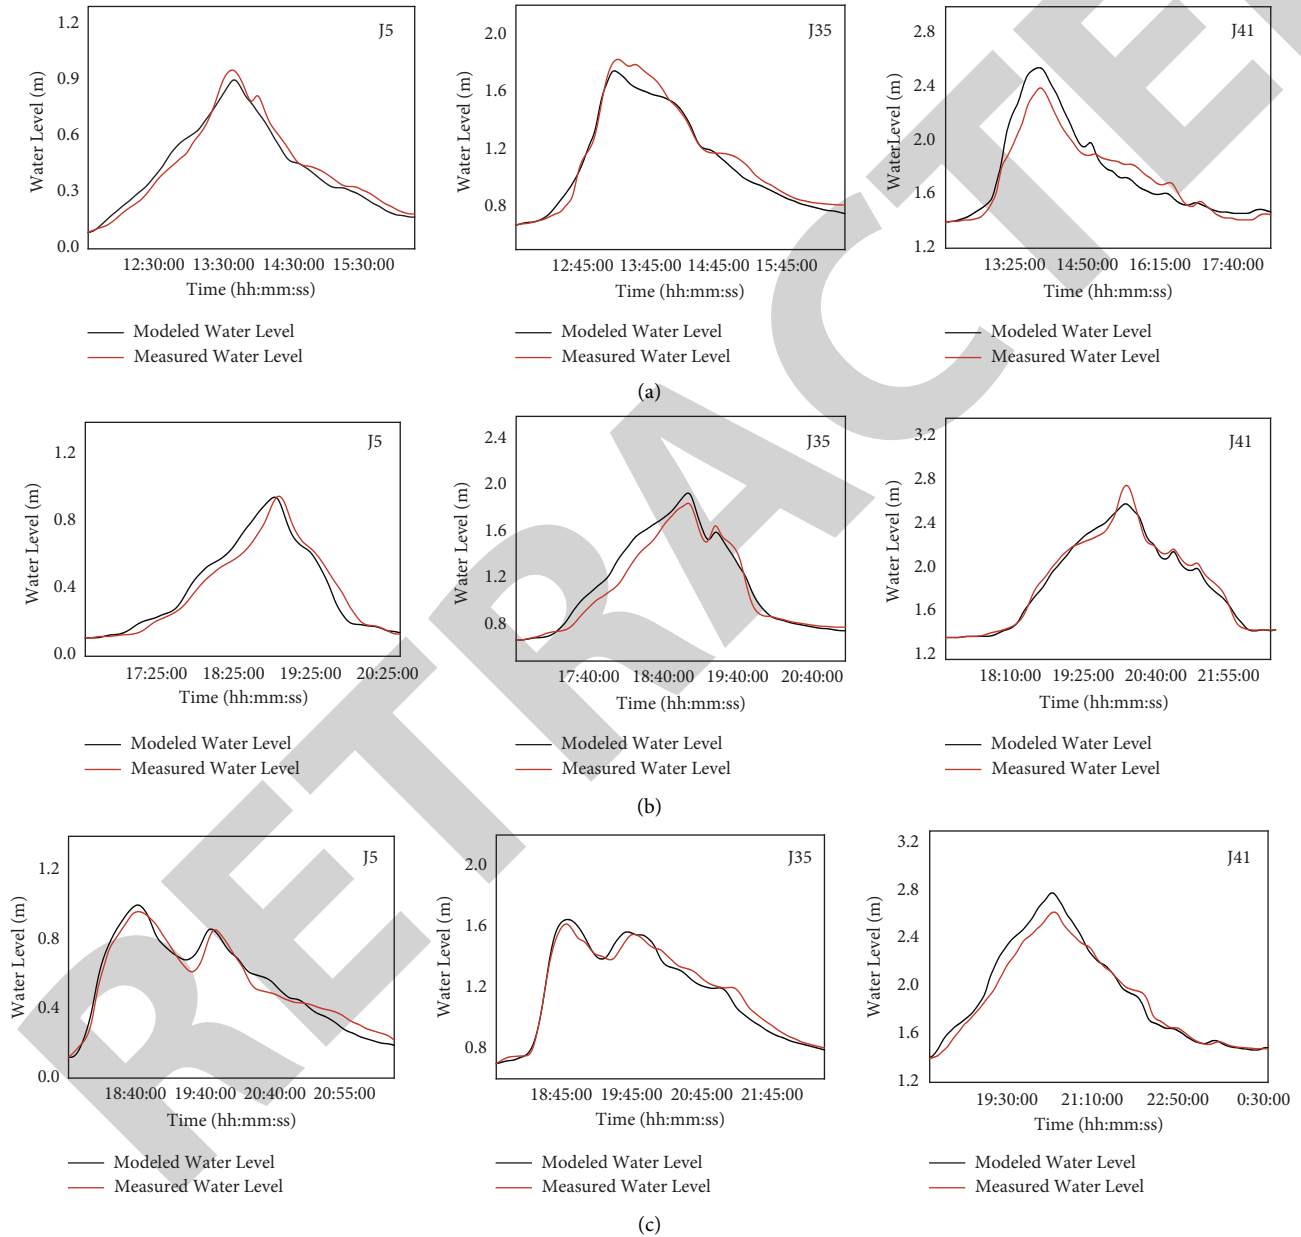 J5
1.2
0.9
0.6
0.3
0.0
Water Level (m)
12:30:00 13:30:00 14:30:00 15:30:00
Time (hh:mm:ss)
Modeled Water Level
Measured Water Level
J35
2.0
1.6
1.2
0.8
Water Level (m)
12:45:00 13:45:00 14:45:00 15:45:00
Time (hh:mm:ss)
Modeled Water Level
Measured Water Level
J41
2.8
2.4
2.0
1.6
1.2
WaterLevel (m)
13:25:00 14:50:00 16:15:00 17:40:00
Time (hh:mm:ss)
Modeled Water Level
Measured Water Level
(a)
J5
1.2
0.8
0.4
0.0
Water Level (m)
17:25:00 18:25:00 19:25:00 20:25:00
Time (hh:mm:ss)
Modeled Water Level
Measured Water Level
J35
2.4
2.0
1.6
1.2
0.8
Water Level (m)
17:40:00 18:40:00 19:40:00 20:40:00
Time (hh:mm:ss)
Modeled Water Level
Measured Water Level
J41
3.2
2.8
2.4
2.0
1.6
1.2
Water Level (m)
18:10:00 19:25:00 20:40:00 21:55:00
Time (hh:mm:ss)
Modeled Water Level
Measured Water Level
(b)
J5
1.2
0.8
0.4
0.0
Water Level (m)
18:40:00 19:40:00 20:40:00 20:55:00
Time (hh:mm:ss)
Modeled Water Level
Measured Water Level
J35
2.0
1.6
1.2
0.8
Water Level (m)
18:45:00 19:45:00 20:45:00 21:45:00
Time (hh:mm:ss)
Modeled Water Level
Measured Water Level
J41
3.2
2.8
2.4
2.0
1.6
1.2
Water Level (m)
19:30:00 21:10:00 22:50:00 0:30:00
Time (hh:mm:ss)
Modeled Water Level
Measured Water Level
(c)
RETRACTE